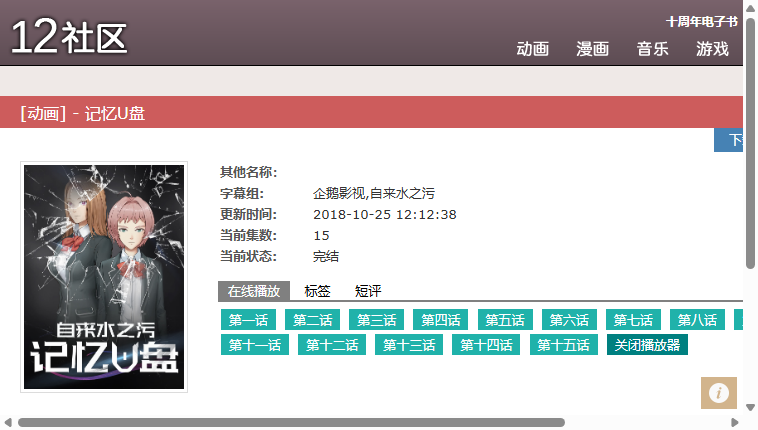 12社区
十周年电子书
动画 漫画 音乐 游戏
[动画] - 记忆U盘
其他名称：
字幕组： 企鹅影视,自来水之污
更新时间： 2018-10-25 12:12:38
当前集数： 15
当前状态： 完结
自来水之污
记忆U盘
在线播放 标签 短评
第一话 第二话 第三话 第四话 第五话 第六话 第七话 第八话
第十一话 第十二话 第十三话 第十四话 第十五话 关闭播放器